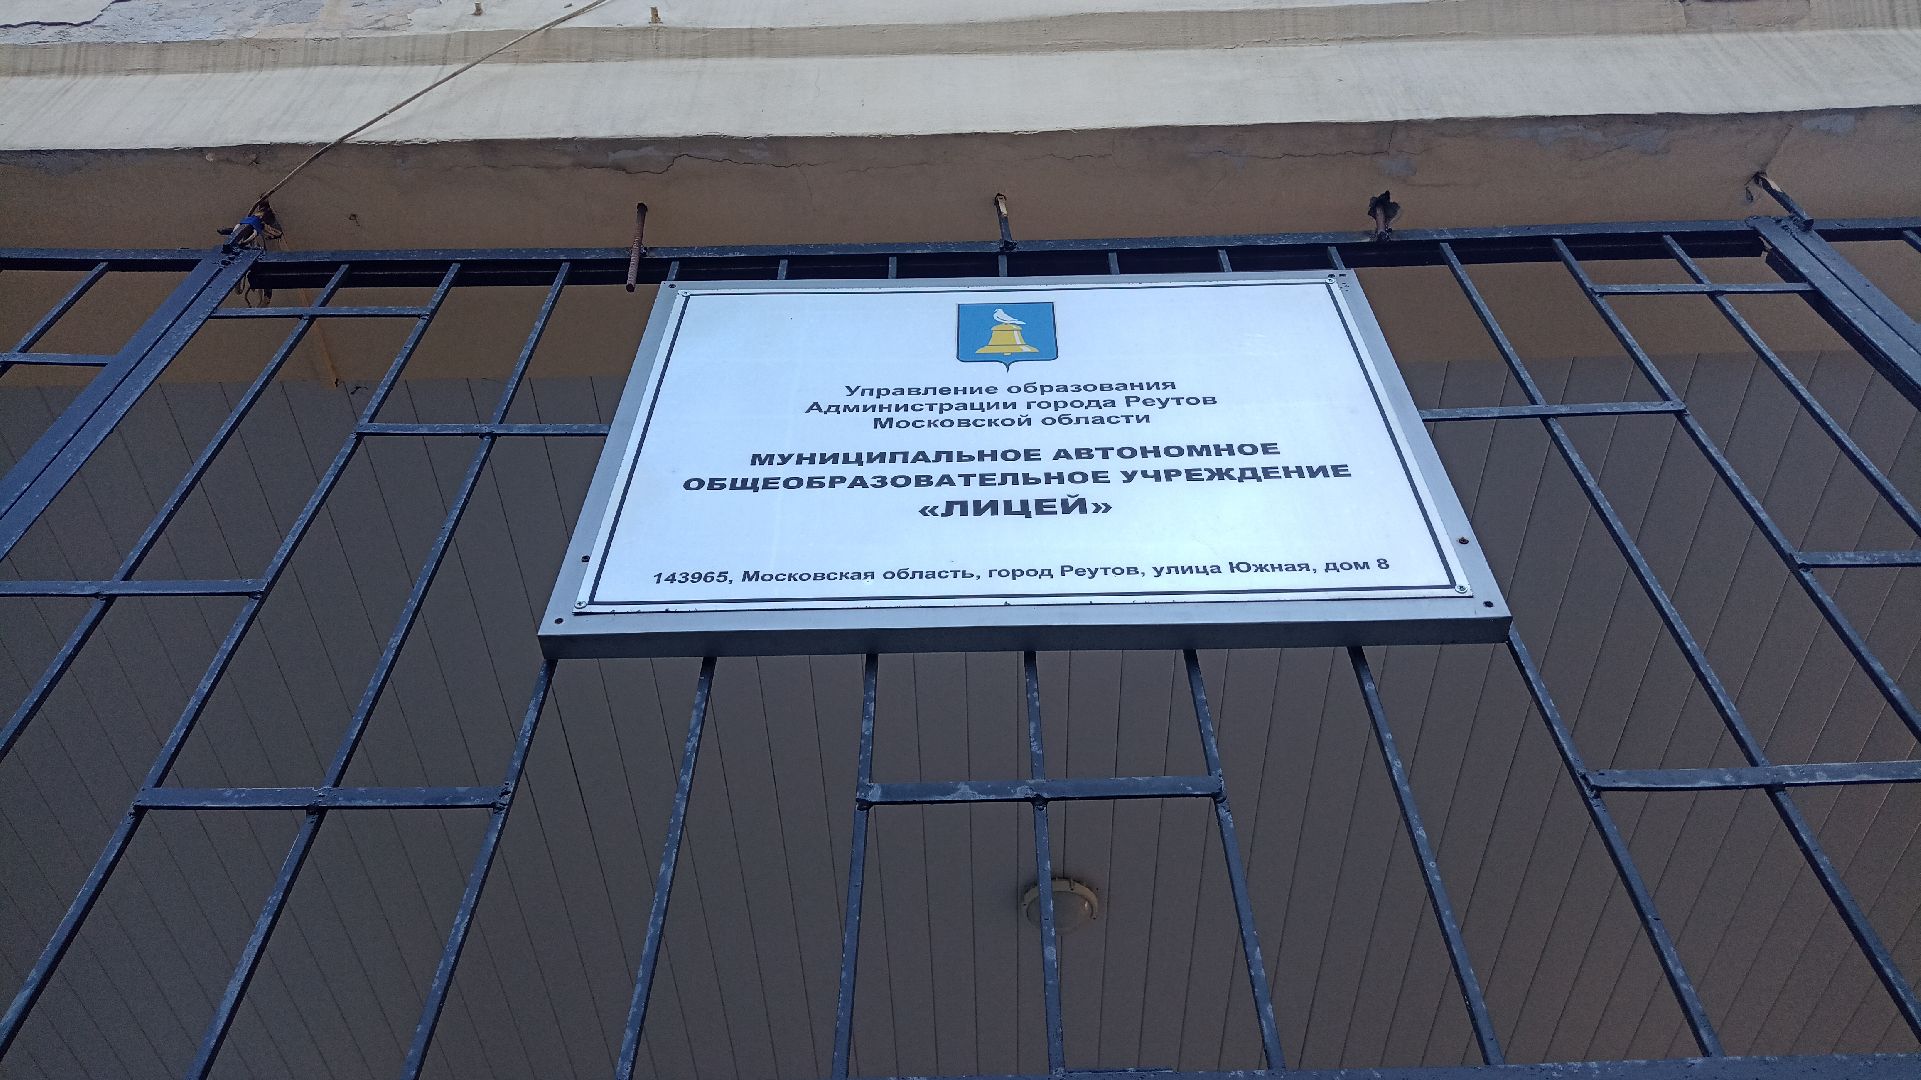 Управление образования
Администрации города Реутов
Московской области
МУНИЦИПАЛЬНОЕ АВТОНОМНОЕ
ОБЩЕОБРАЗОВАТЕЛЬНОЕ УЧРЕЖДЕНИЕ
«ЛИЦЕЙ»
143965, Московская область, город Реутов, улица Южная, дом 8